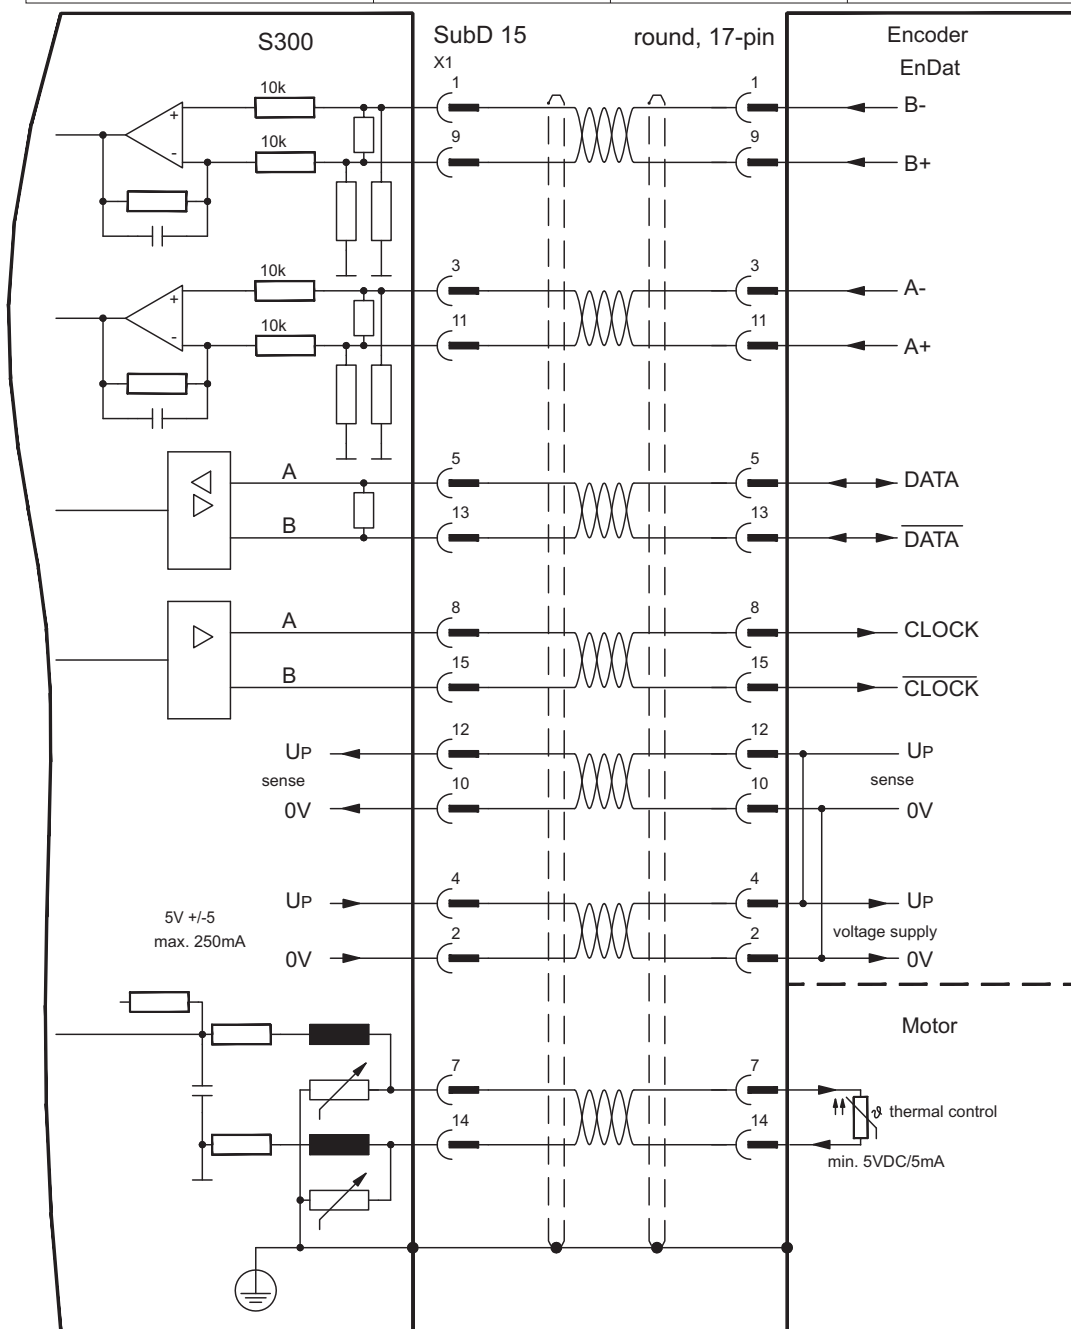 S300 SubD 15 round, 17-pin Encoder
X1 EnDat
10k 1 1 B-
+
10k 9 9 B+
-
10k 3 3 A-
+
10k 11 11 A+
-
A 5 5 DATA
B 13 13 DATA
A 8 8 CLOCK
B 15 15 CLOCK
UP 12 12 UP
sense sense
0V 10 10 0V
UP 4 4 UP
5V +/-5 voltage supply
max. 250mA
0V 2 2 0V
Motor
7 7
ϑ thermal control
14 14
min. 5VDC/5mA